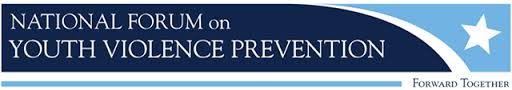 NATIONAL FORUM on
YOUTH VIOLENCE PREVENTION
FORWARD TOGETHER